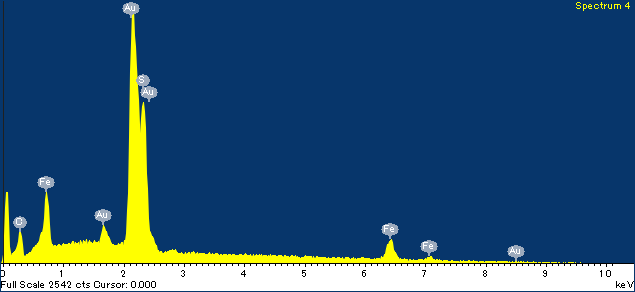 Spectrum 4
Au
S
Au
Fe
C
Au
Fe
Fe
Au
0 1 2 3 4 5 6 7 8 9 10
Full Scale 2542 cts Cursor: 0.000 keV